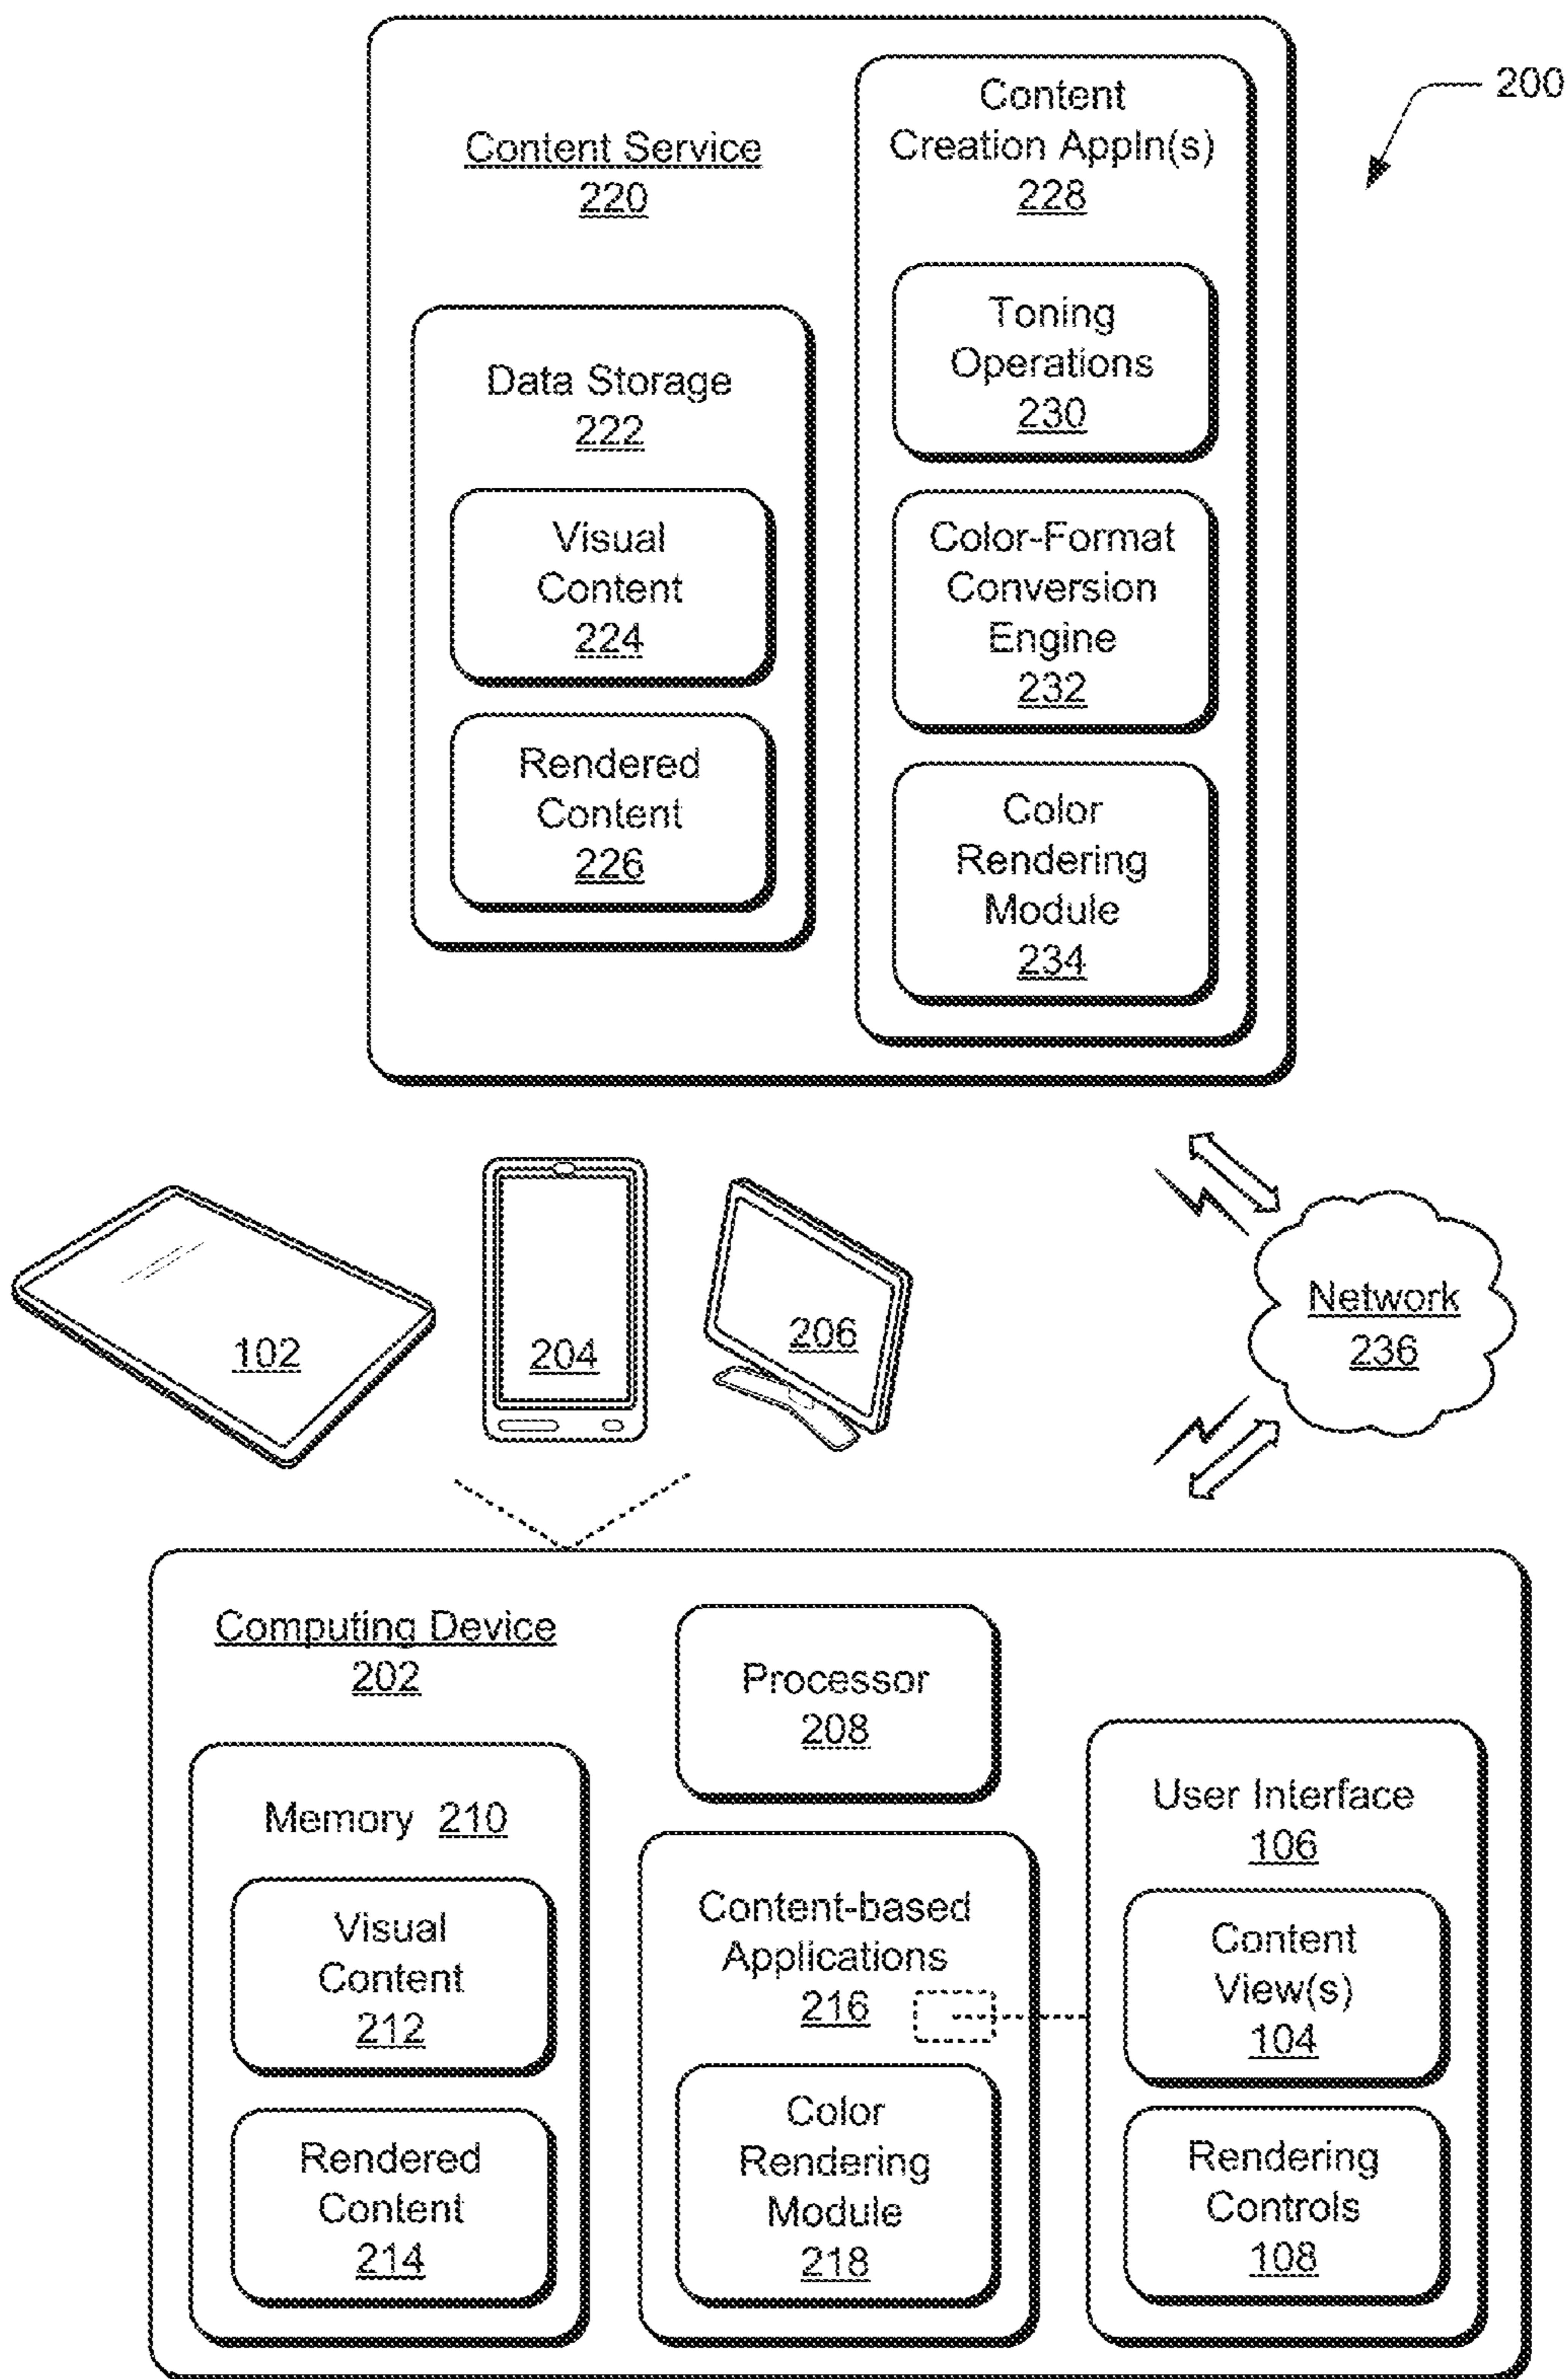 200
Content Service
220
Data Storage
222
Visual
Content
224
Rendered
Content
226
Content
Creation Appln(s)
228
Toning
Operations
230
Color-Format
Conversion
Engine
232
Color
Rendering
Module
234
102
204
206
Network
236
Computing Device
202
Memory 210
Visual
Content
212
Rendered
Content
214
Processor
208
Content-based
Applications
216
Color
Rendering
Module
218
User Interface
106
Content
View(s)
104
Rendering
Controls
108